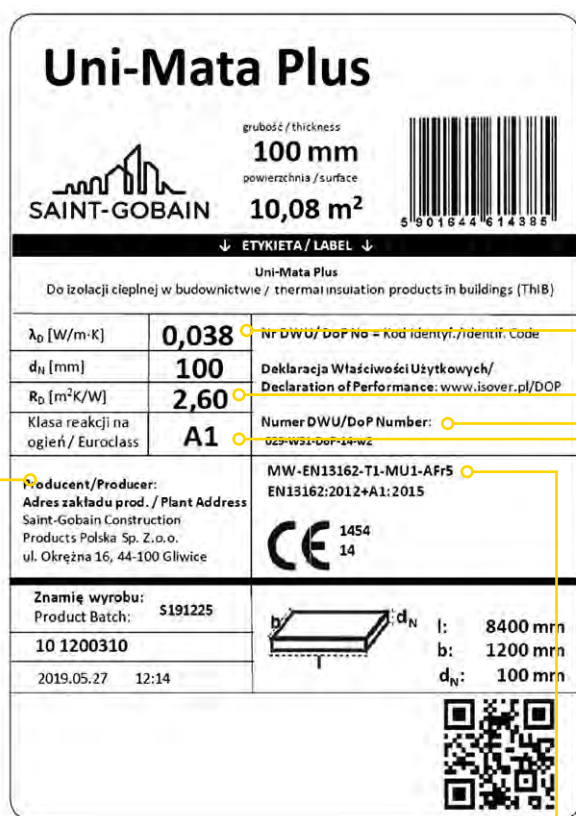 Uni-Mata Plus
SAINT-GOBAIN
grubość / thickness
100 mm
powierzchnia / surface
10,08 m²
5 901644 614385
↓ ETYKIETA / LABEL ↓
Uni-Mata Plus
Do izolacji cieplnej w budownictwie / thermal insulation products in buildings (ThIB)
λD [W/m·K] 0,038
dN [mm] 100
RD [m²K/W] 2,60
Klasa reakcji na
ogień / Euroclass A1
Nr DWU/ DoP No = Kod identyf./identif. Code
Deklaracja Właściwości Użytkowych/
Declaration of Performance: www.isover.pl/DOP
Numer DWU/DoP Number:
029-W31-DoP-14-w2
Producent/Producer:
Adres zakładu prod. / Plant Address
Saint-Gobain Construction
Products Polska Sp. Z.o.o.
ul. Okrężna 16, 44-100 Gliwice
MW-EN13162-T1-MU1-AFr5
EN13162:2012+A1:2015
CE 1454
14
Znamię wyrobu:
Product Batch: S191225
10 1200310
2019.05.27 12:14
b
dN
l
l: 8400 mm
b: 1200 mm
dN: 100 mm